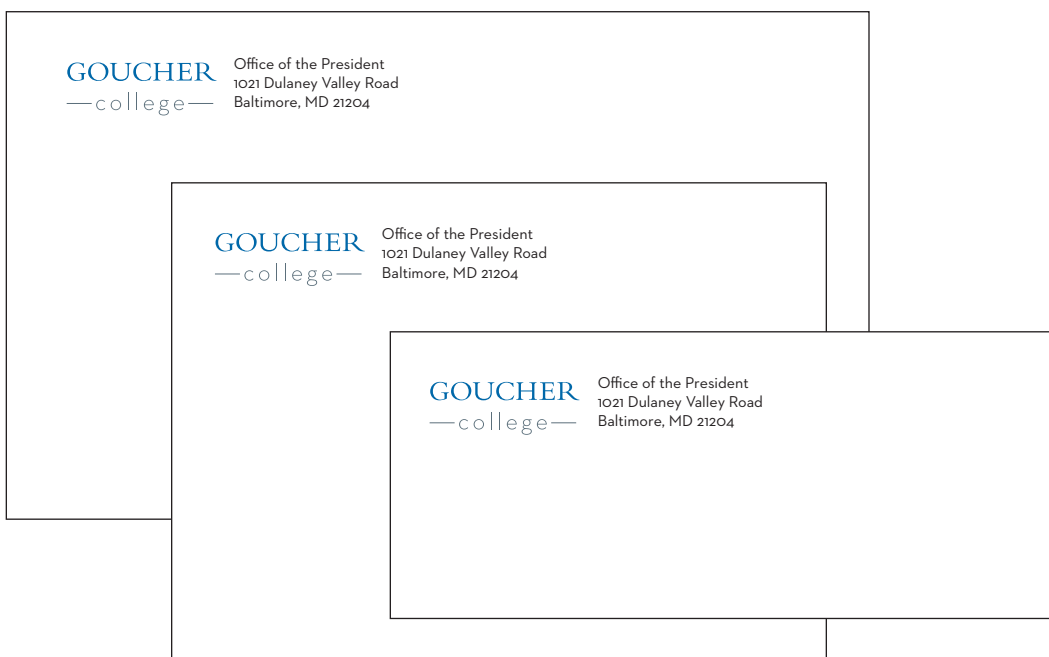 GOUCHER
college
Office of the President
1021 Dulaney Valley Road
Baltimore, MD 21204
GOUCHER
college
Office of the President
1021 Dulaney Valley Road
Baltimore, MD 21204
GOUCHER
college
Office of the President
1021 Dulaney Valley Road
Baltimore, MD 21204